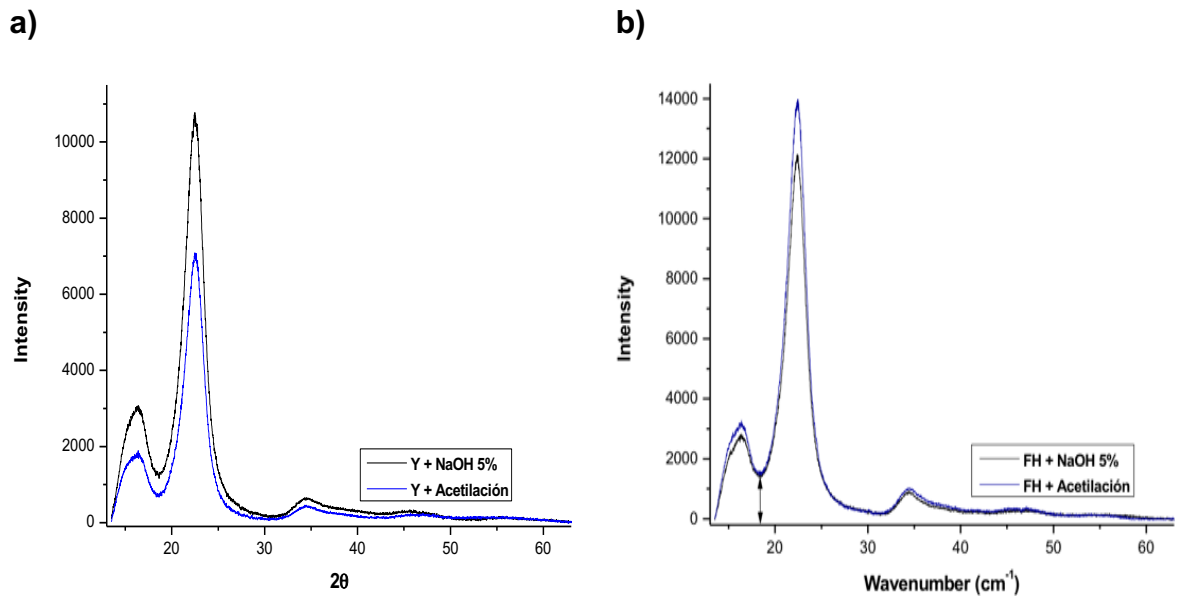 a)
b)
10000
8000
6000
4000
2000
0
20
30
40
50
60
Intensity
2θ
Y + NaOH 5%
Y + Acetilación
14000
12000
10000
8000
6000
4000
2000
0
20
30
40
50
60
Intensity
Wavenumber (cm⁻¹)
FH + NaOH 5%
FH + Acetilación